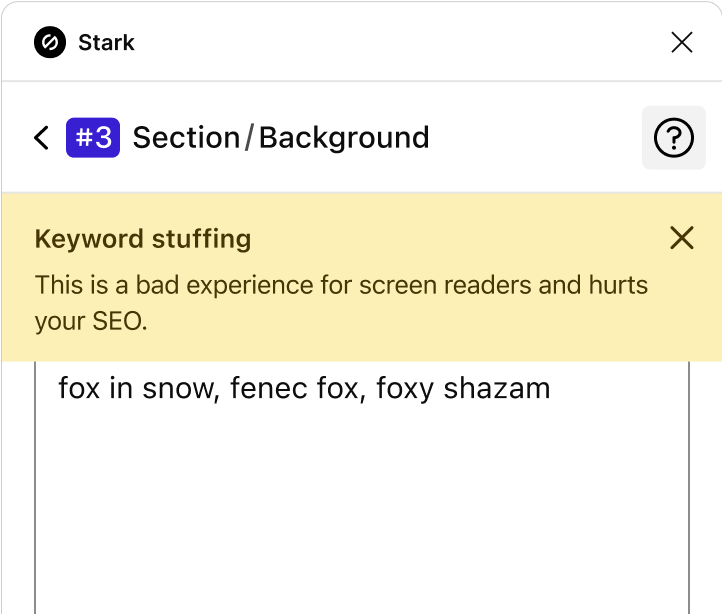 Stark
#3 Section/Background
Keyword stuffing
This is a bad experience for screen readers and hurts
your SEO.
fox in snow, fenec fox, foxy shazam